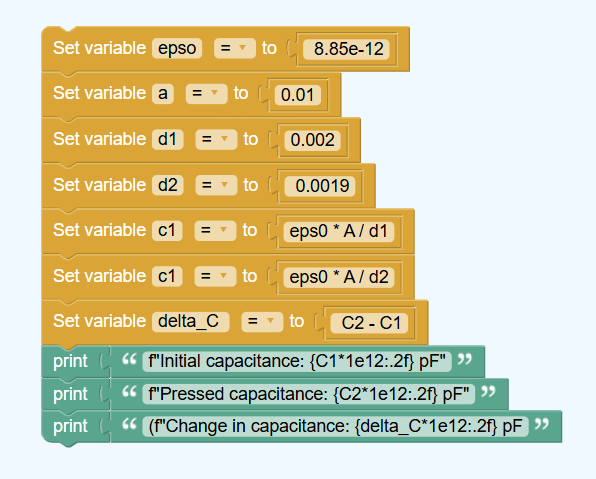 Set variable epso = to 8.85e-12
Set variable a = to 0.01
Set variable d1 = to 0.002
Set variable d2 = to 0.0019
Set variable c1 = to eps0 * A / d1
Set variable c1 = to eps0 * A / d2
Set variable delta_C = to C2 - C1
print “ f"Initial capacitance: {C1*1e12:.2f} pF" ”
print “ f"Pressed capacitance: {C2*1e12:.2f} pF" ”
print “ (f"Change in capacitance: {delta_C*1e12:.2f} pF ”